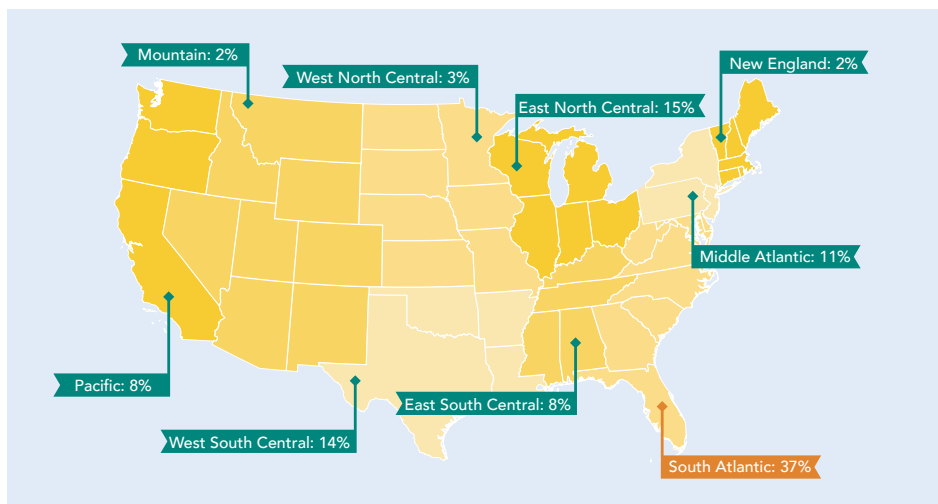 Mountain: 2%
New England: 2%
West North Central: 3%
East North Central: 15%
Middle Atlantic: 11%
Pacific: 8%
East South Central: 8%
West South Central: 14%
South Atlantic: 37%